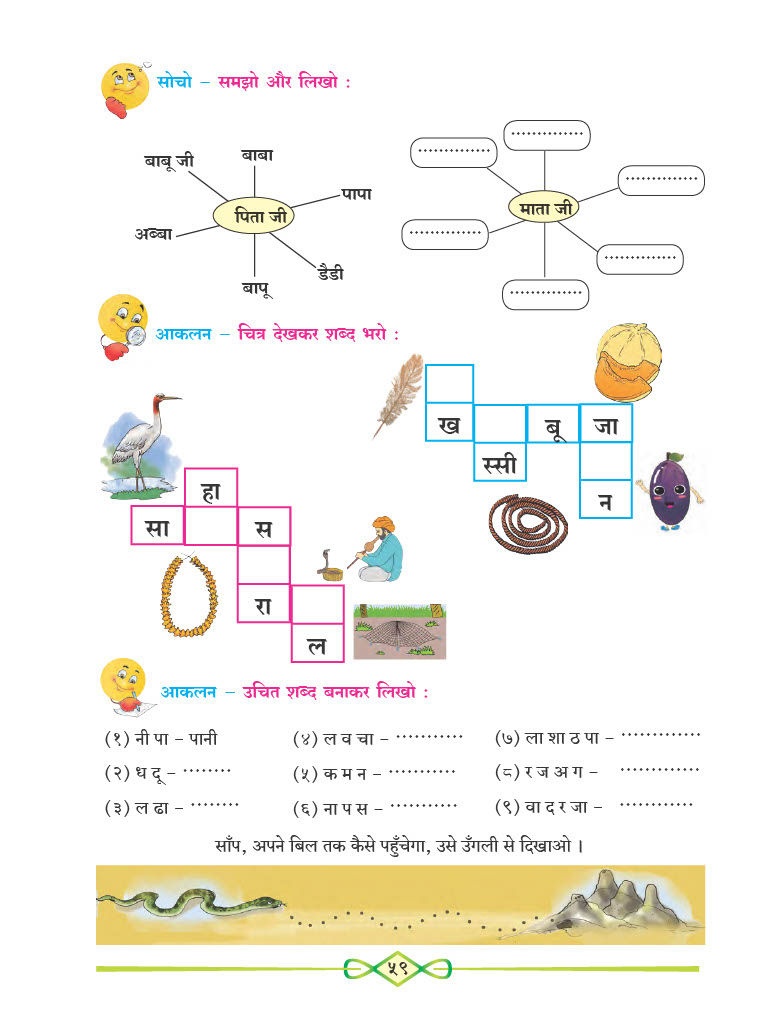 सोचो – समझो और लिखो :
बाबू जी
बाबा
पापा
पिता जी
अब्बा
डैडी
बापू
..............
..............
..............
माता जी
..............
..............
..............
आकलन – चित्र देखकर शब्द भरो :
ख बू जा
स्सी
न
हा
सा स
रा
ल
आकलन – उचित शब्द बनाकर लिखो :
(१) नी पा – पानी (४) ल व चा – ........... (७) ला शा ठ पा – .............
(२) ध दू – ........ (५) क म न – ........... (८) र ज अ ग – .............
(३) ल ढा – ........ (६) ना प स – ........... (९) वा द र जा – ............
साँप, अपने बिल तक कैसे पहुँचेगा, उसे उँगली से दिखाओ ।
५९